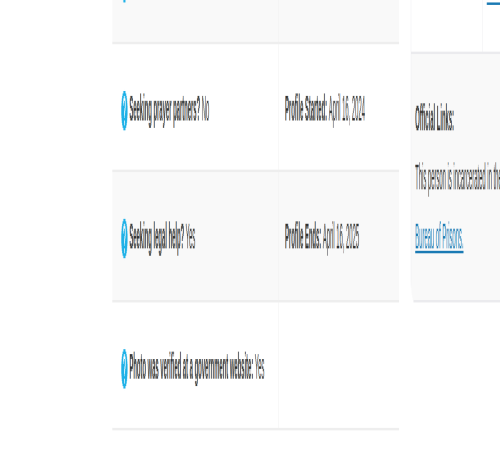 Seeking prayer partners? No
Profile Started: April 16, 2024
Seeking legal help? Yes
Profile Ends: April 16, 2025
Photo was verified at a government website: Yes
Official Links:
This person is incarcerated in the
Bureau of Prisons.